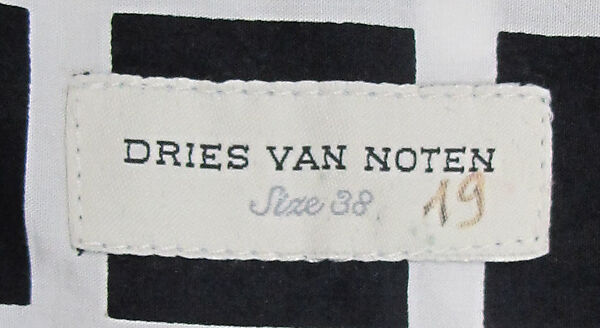 DRIES VAN NOTEN
Size 38 19